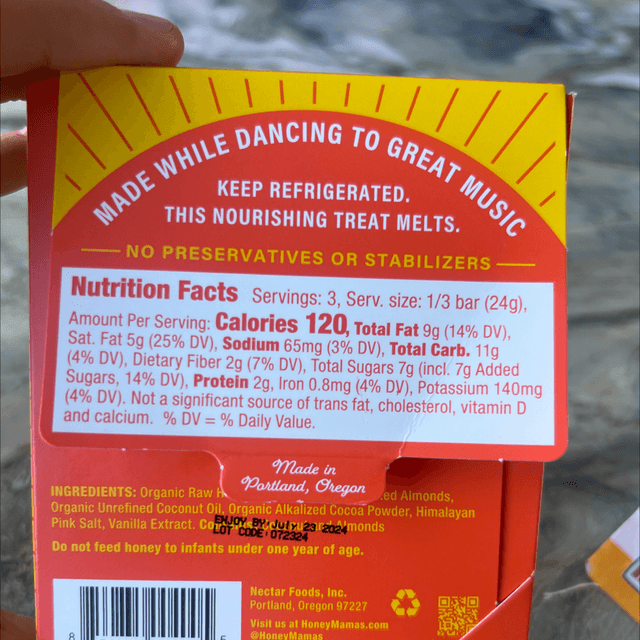 MADE WHILE DANCING TO GREAT MUSIC
KEEP REFRIGERATED.
THIS NOURISHING TREAT MELTS.
NO PRESERVATIVES OR STABILIZERS
Nutrition Facts Servings: 3, Serv. size: 1/3 bar (24g),
Amount Per Serving: Calories 120, Total Fat 9g (14% DV),
Sat. Fat 5g (25% DV), Sodium 65mg (3% DV), Total Carb. 11g
(4% DV), Dietary Fiber 2g (7% DV), Total Sugars 7g (incl. 7g Added
Sugars, 14% DV), Protein 2g, Iron 0.8mg (4% DV), Potassium 140mg
(4% DV). Not a significant source of trans fat, cholesterol, vitamin D
and calcium. % DV = % Daily Value.
Made in
Portland, Oregon
INGREDIENTS: Organic Raw Almonds,
Organic Unrefined Coconut Oil, Organic Alkalized Cocoa Powder, Himalayan
Pink Salt, Vanilla Extract. Almonds
ENJOY BY: July 23 2024
LOT CODE: 072324
Do not feed honey to infants under one year of age.
Nectar Foods, Inc.
Portland, Oregon 97227
Visit us at HoneyMamas.com
@HoneyMamas
8 5